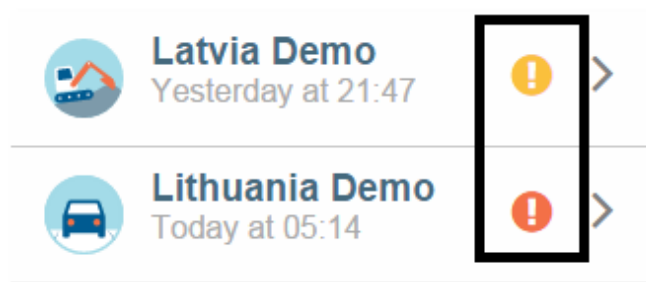 Latvia Demo
Yesterday at 21:47
Lithuania Demo
Today at 05:14